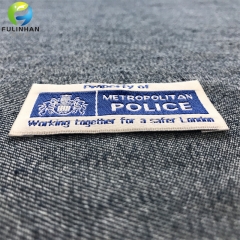 FULINHAN
Property of
METROPOLITAN
POLICE
Working together for a safer London